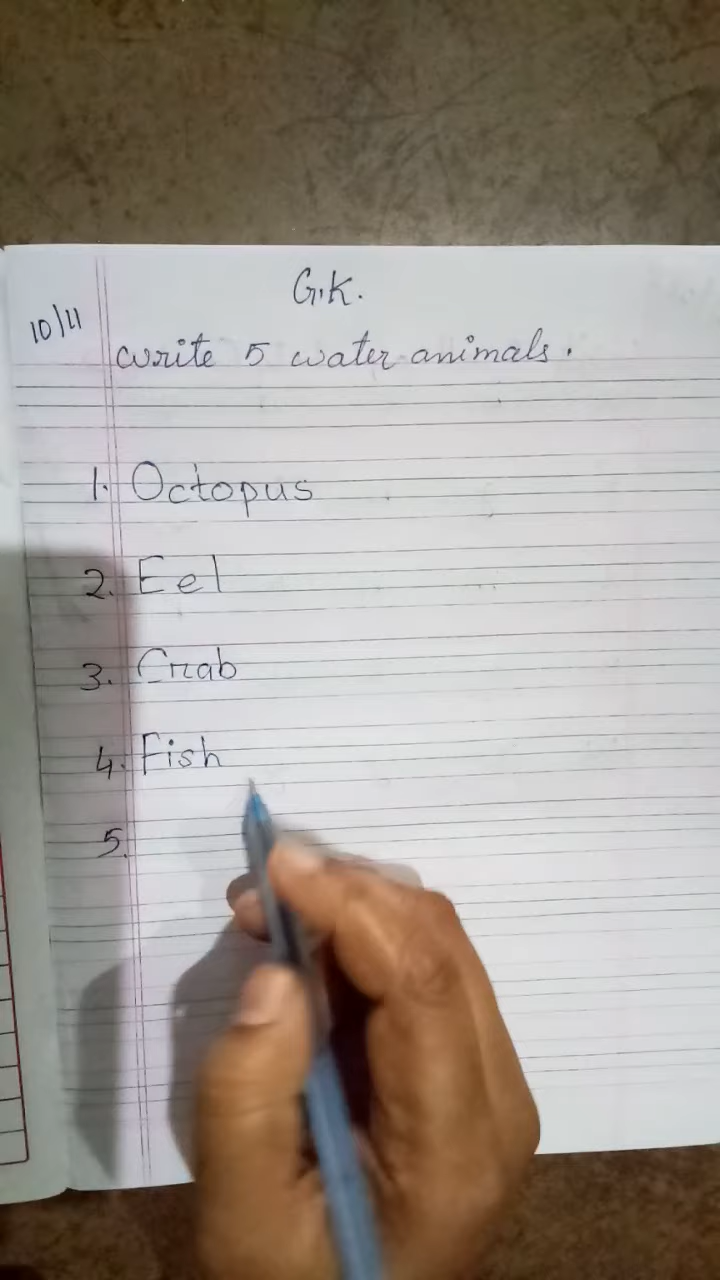 G.K.
10/11
write 5 water animals.
1. Octopus
2. Eel
3. Crab
4. Fish
5.